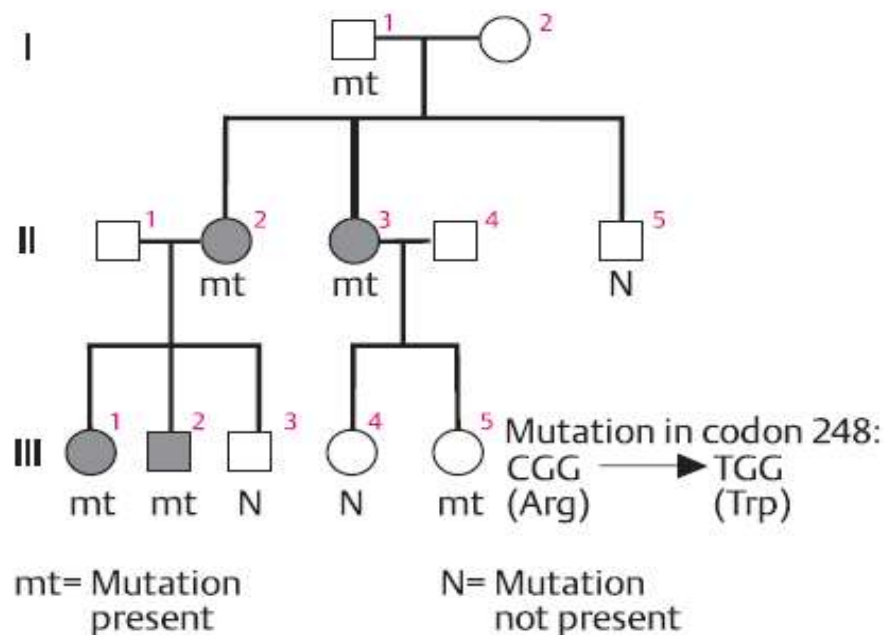 I
1
2
mt
II
1
2
3
4
5
mt
mt
N
III
1
2
3
4
5
mt
mt
N
N
mt
Mutation in codon 248:
CGG TGG
(Arg) (Trp)
mt= Mutation present
N= Mutation not present